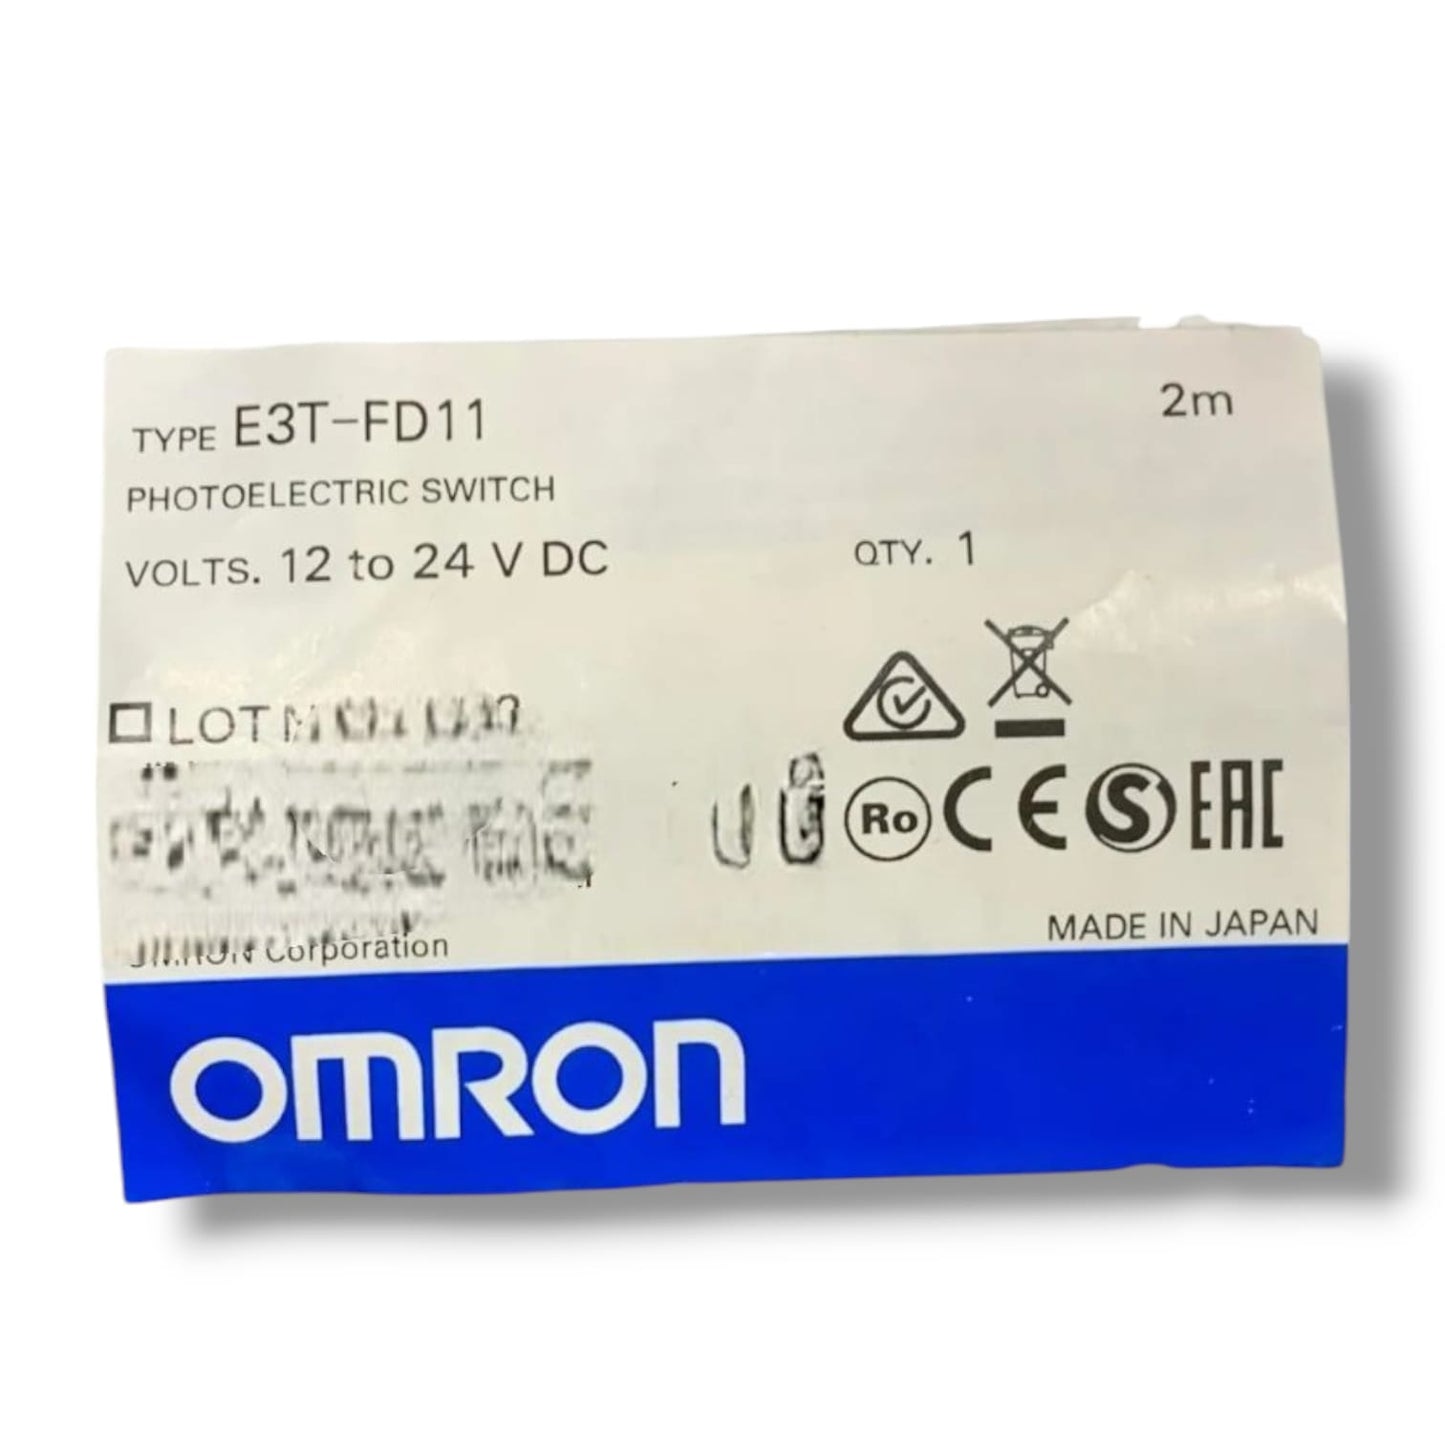 TYPE E3T-FD11
2m
PHOTOELECTRIC SWITCH
VOLTS. 12 to 24 V DC
QTY. 1
LOT
Ro CE S EAC
Corporation
MADE IN JAPAN
OMRON